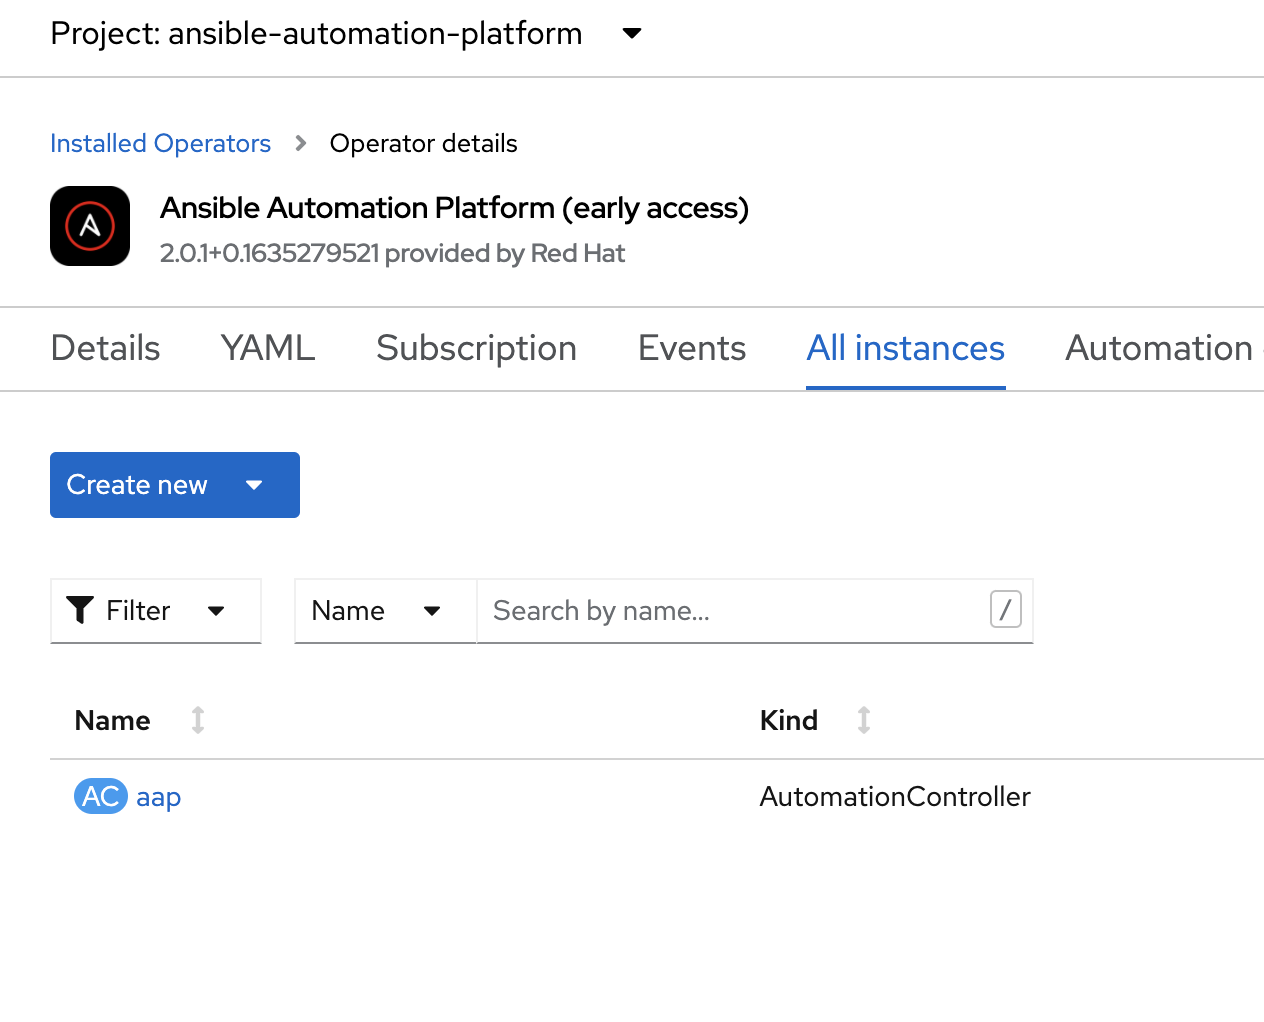 Project: ansible-automation-platform
Installed Operators Operator details
Ansible Automation Platform (early access)
2.0.1+0.1635279521 provided by Red Hat
Details YAML Subscription Events All instances Automation
Create new
Filter Name Search by name... /
Name Kind
AC aap AutomationController